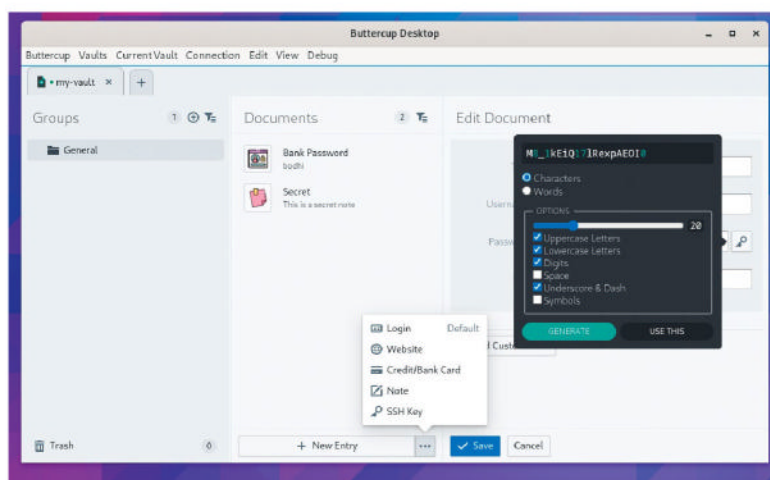 Buttercup Desktop
Buttercup Vaults Current Vault Connection Edit View Debug
my-vault
Groups 1
General
Trash 0
Documents 2
Bank Password
bodhi
Secret
This is a secret note
Login Default
Website
Credit/Bank Card
Note
SSH Key
+ New Entry ...
Edit Document
Characters
Words
OPTIONS
20
Uppercase Letters
Lowercase Letters
Digits
Space
Underscore & Dash
Symbols
GENERATE USE THIS
Save Cancel